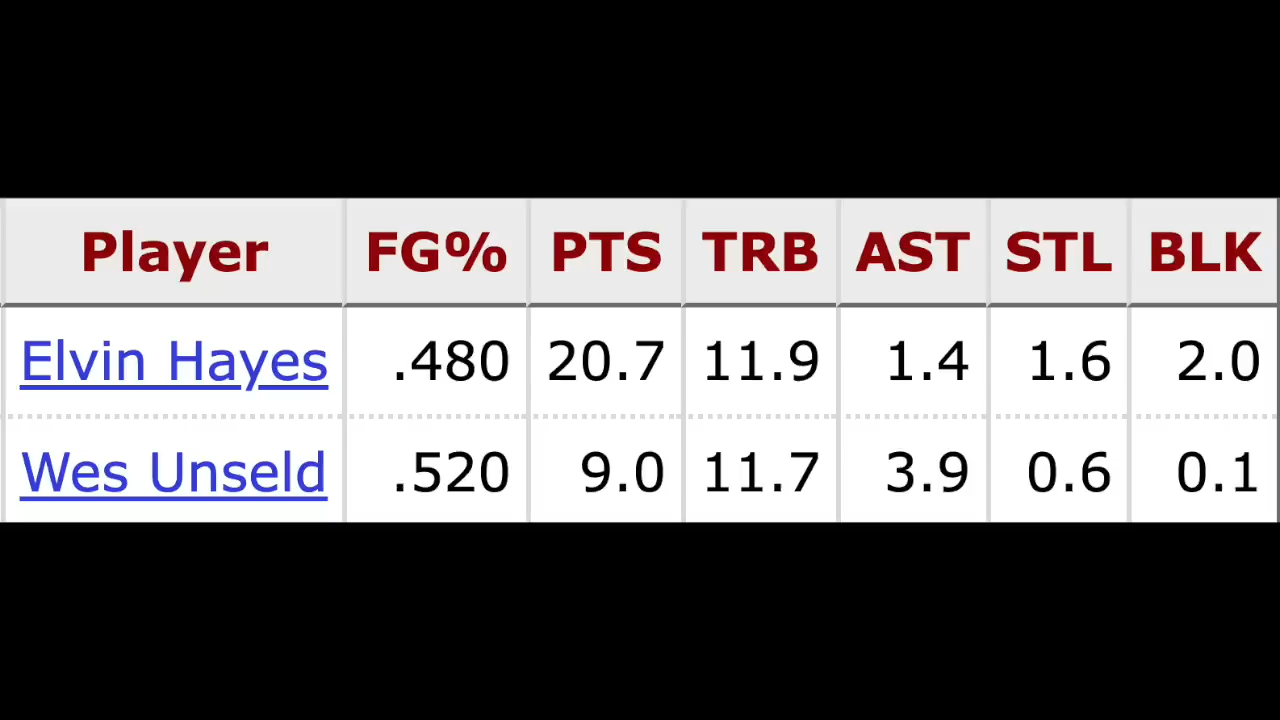 Player FG% PTS TRB AST STL BLK
Elvin Hayes .480 20.7 11.9 1.4 1.6 2.0
Wes Unseld .520 9.0 11.7 3.9 0.6 0.1